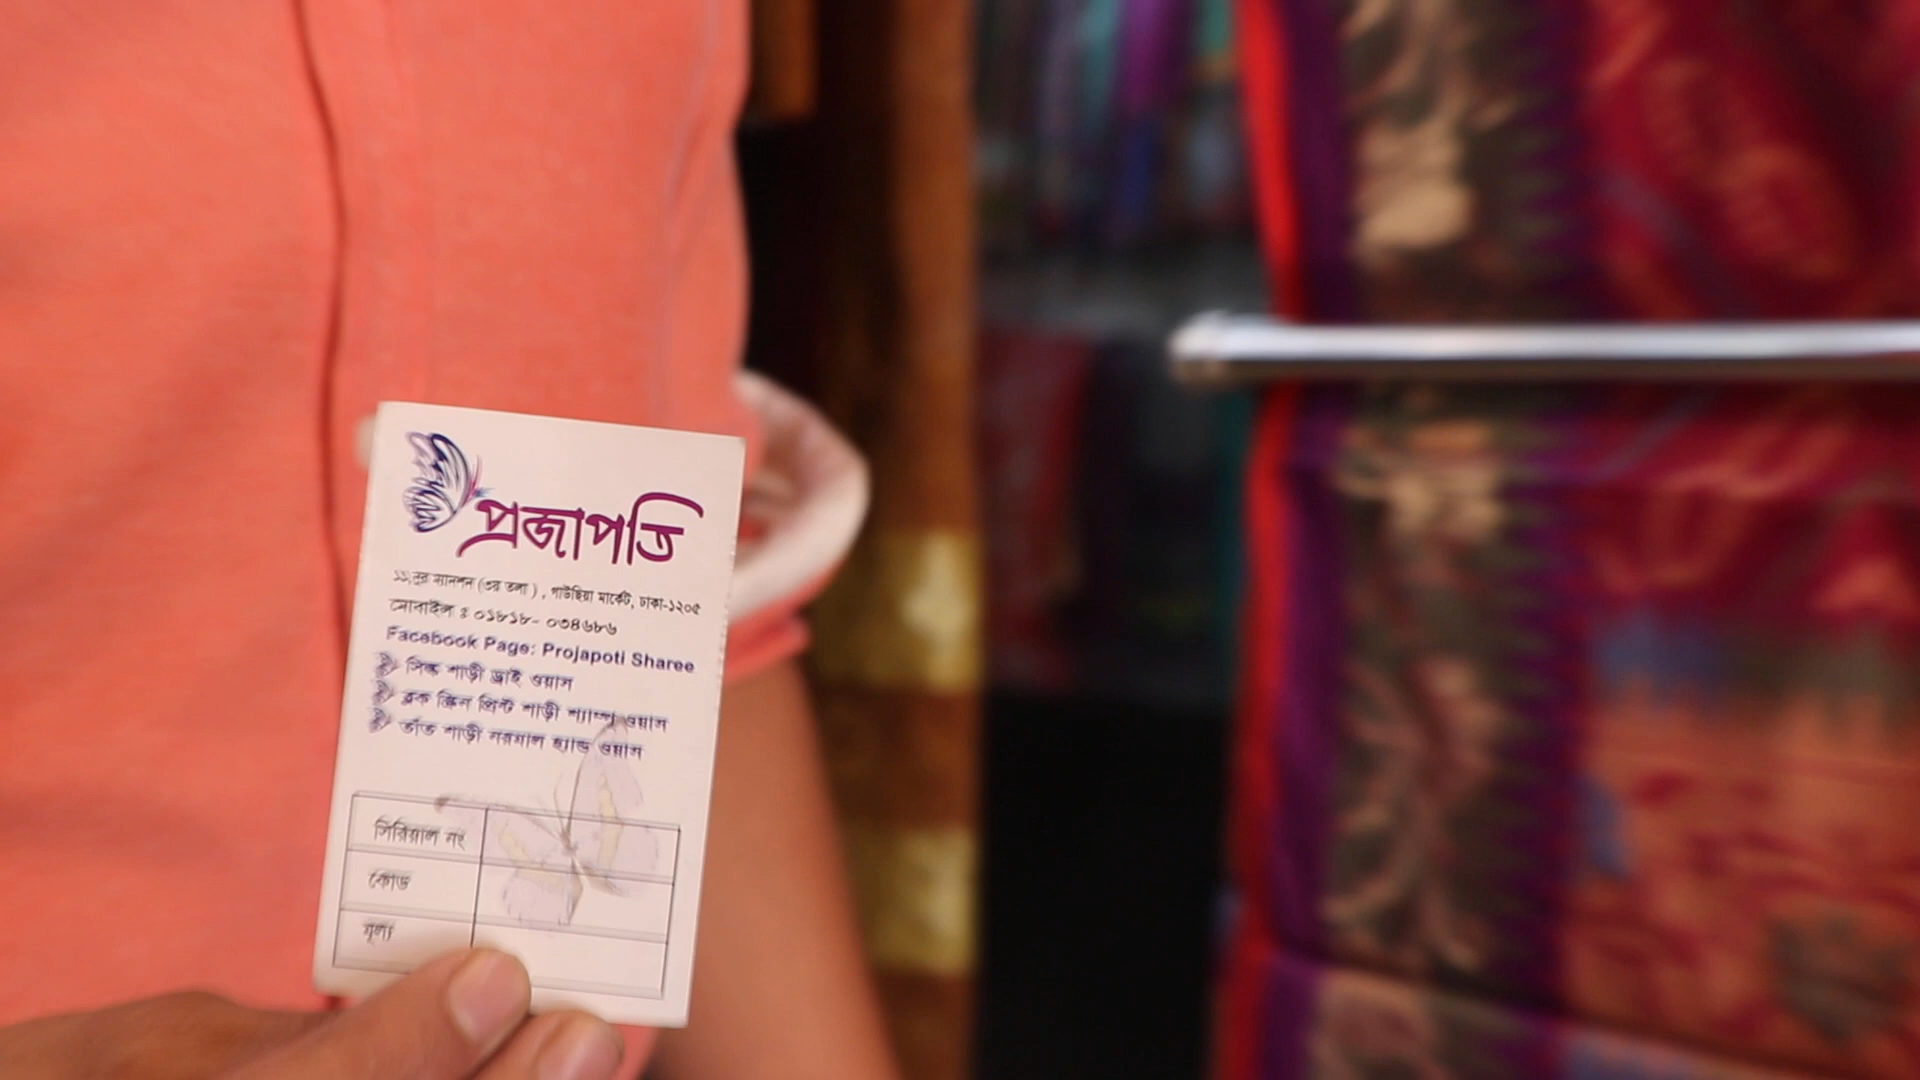 প্রজাপতি
১১,নুর ম্যানশন (৩য় তলা ) , গাউছিয়া মার্কেট, ঢাকা-১২০৫
মোবাইল ঃ ০১৮১৮- ০৩৪৬৮৬
Facebook Page: Projapoti Sharee
সিল্ক শাড়ী ড্রাই ওয়াস
ব্লক স্ক্রিন প্রিন্ট শাড়ী শ্যাম্পু ওয়াস
তাঁত শাড়ী নরমাল হ্যান্ড ওয়াস
সিরিয়াল নং
কোড
মূল্য